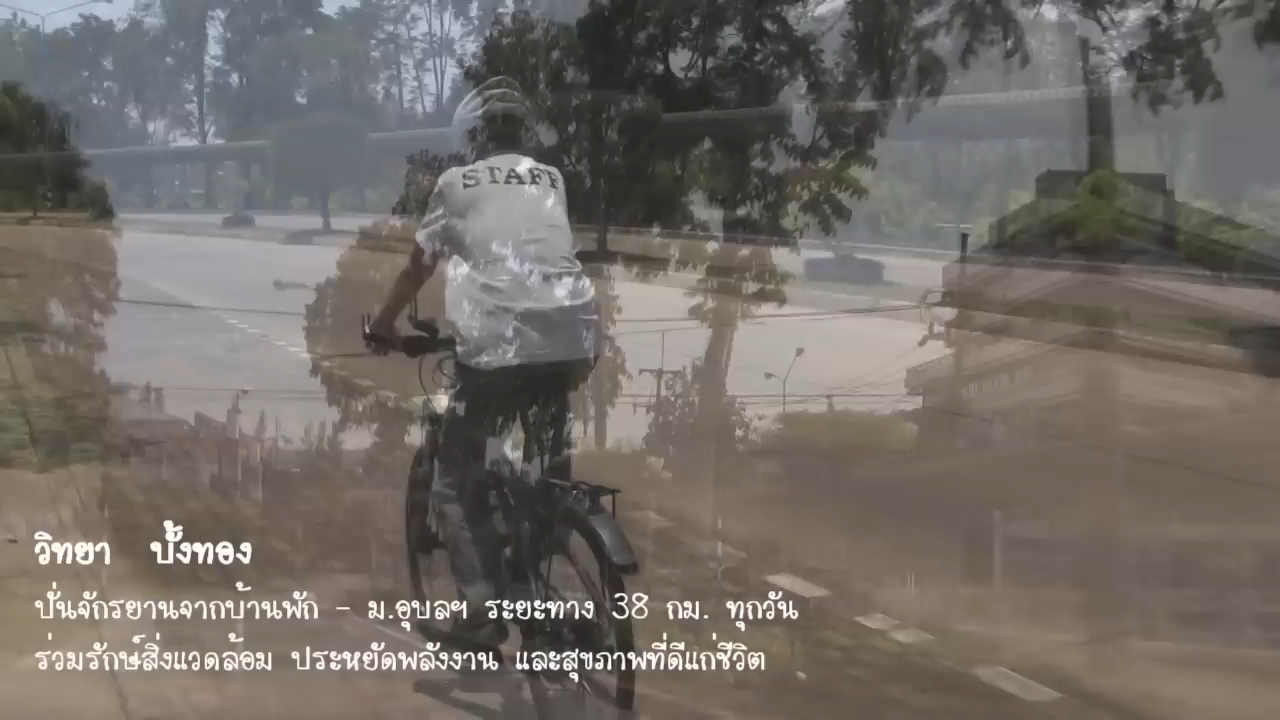 STAFF
วิทยา บั้งทอง
ปั่นจักรยานจากบ้านพัก - ม.อุบลฯ ระยะทาง 38 กม. ทุกวัน
ร่วมรักษ์สิ่งแวดล้อม ประหยัดพลังงาน และสุขภาพที่ดีแก่ชีวิต